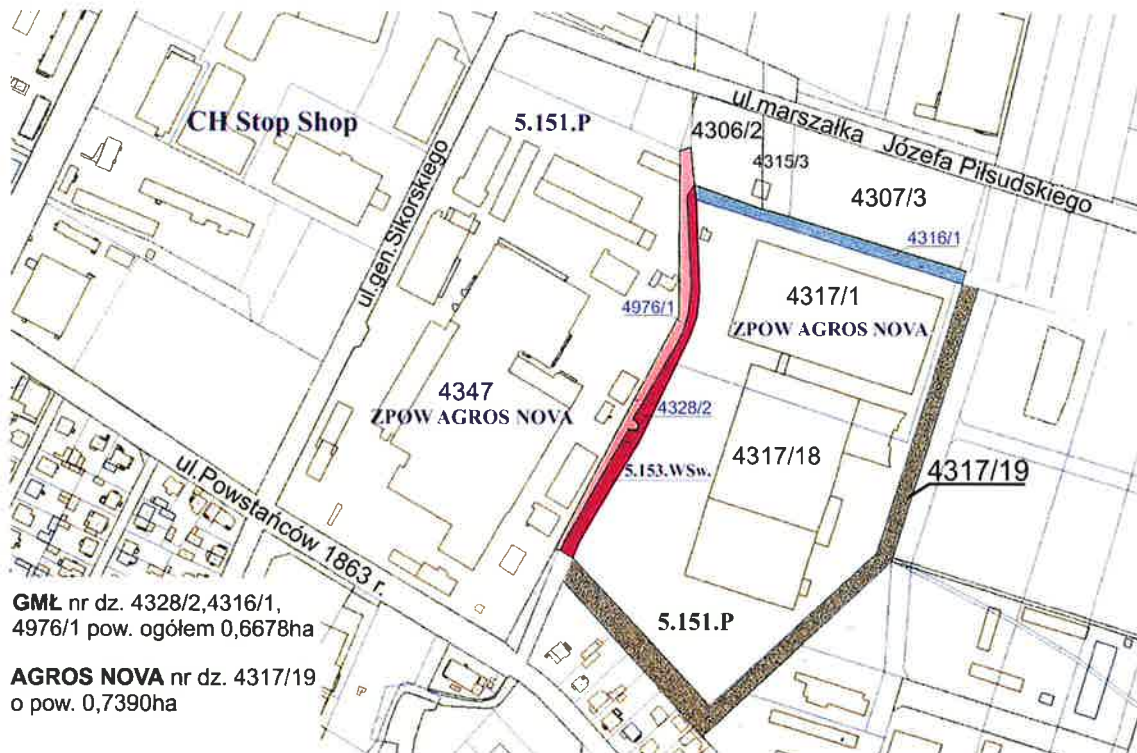 ul.marszałka Józefa Piłsudskiego
CH Stop Shop
5.151.P
4306/2
4315/3
4307/3
ul.gen.Sikorskiego
4316/1
4976/1
4317/1
ZPOW AGROS NOVA
4347
ZPOW AGROS NOVA
4328/2
5.153.WSw.
4317/18
4317/19
ul.Powstańców 1863 r.
5.151.P
GMŁ nr dz. 4328/2,4316/1,
4976/1 pow. ogółem 0,6678ha
AGROS NOVA nr dz. 4317/19
o pow. 0,7390ha